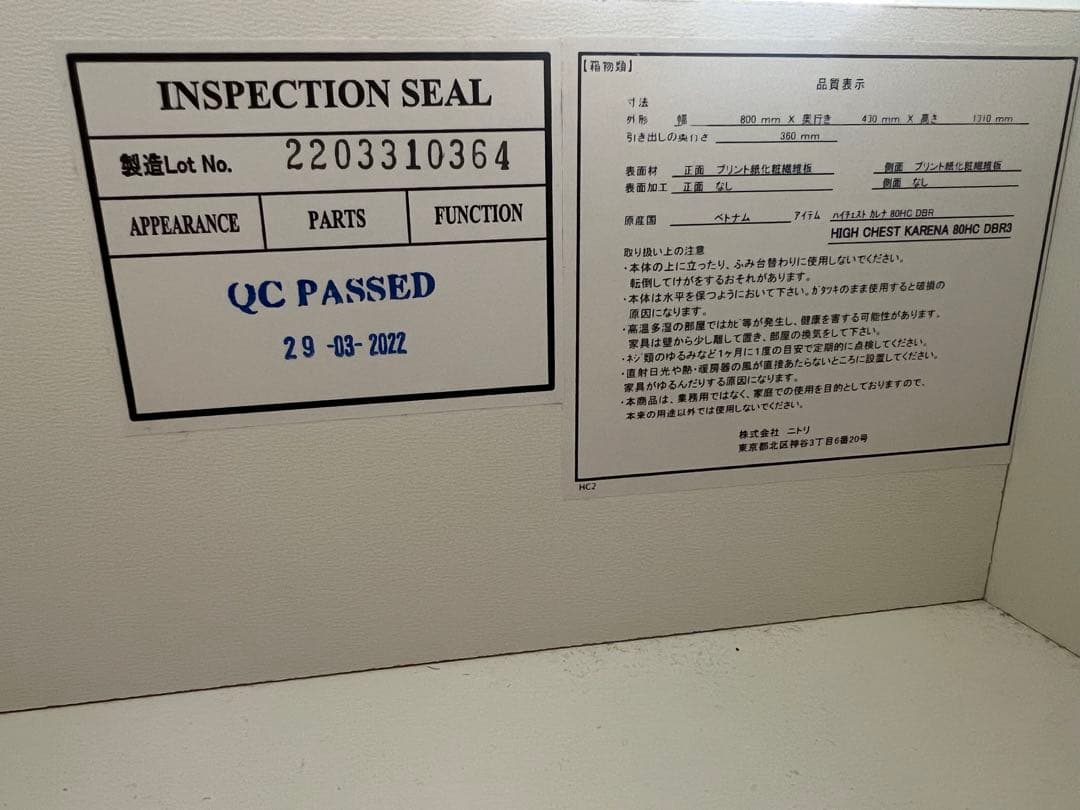 INSPECTION SEAL
製造Lot No. 2203310364
APPEARANCE PARTS FUNCTION
QC PASSED
29 -03- 2022
【箱物類】
品質表示
寸法
外形 幅 800 mm X 奥行き 430 mm X 高さ 1310 mm
引き出しの奥行き 360 mm
表面材 正面 プリント紙化粧繊維板 側面 プリント紙化粧繊維板
表面加工 正面 なし 側面 なし
原産国 ベトナム アイテム ハイチェスト カレナ 80HC DBR
HIGH CHEST KARENA 80HC DBR3
取り扱い上の注意
・本体の上に立ったり、ふみ台替わりに使用しないでください。
転倒してけがをするおそれがあります。
・本体は水平を保つようにおいて下さい。ガタツキのまま使用すると破損の
原因になります。
・高温多湿の部屋ではカビ等が発生し、健康を害する可能性があります。
家具は壁から少し離して置き、部屋の換気をして下さい。
・ネジ類のゆるみなど1ヶ月に1度の目安で定期的に点検してください。
・直射日光や熱・暖房器の風が直接あたらないところに設置してください。
家具がゆるんだりする原因になります。
・本商品は、業務用ではなく、家庭での使用を目的としておりますので、
本来の用途以外では使用しないでください。
株式会社 ニトリ
東京都北区神谷3丁目6番20号
HC2